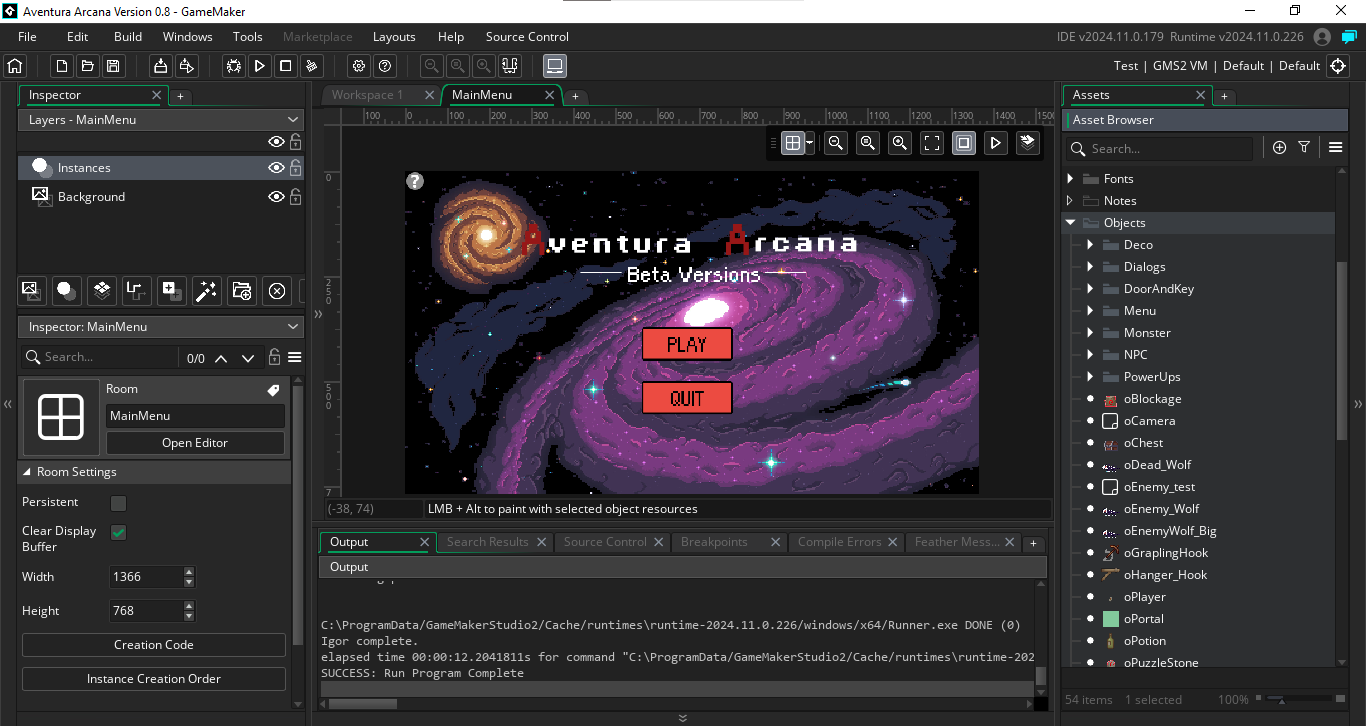 Aventura Arcana Version 0.8 - GameMaker
File Edit Build Windows Tools Marketplace Layouts Help Source Control
IDE v2024.11.0.179 Runtime v2024.11.0.226
Test | GMS2 VM | Default | Default
Inspector
Layers - MainMenu
Instances
Background
Inspector: MainMenu
Search...
0/0
Room
MainMenu
Open Editor
Room Settings
Persistent
Clear Display
Buffer
Width 1366
Height 768
Creation Code
Instance Creation Order
Workspace 1
MainMenu
100 0 100 200 300 400 500 600 700 800 900 1000 1100 1200 1300 1400 150
0
250
500
7
Aventura Arcana
Beta Versions
PLAY
QUIT
(-38, 74) LMB + Alt to paint with selected object resources
Output Search Results Source Control Breakpoints Compile Errors Feather Mess...
Output
C:\ProgramData/GameMakerStudio2/Cache/runtimes\runtime-2024.11.0.226/windows/x64/Runner.exe DONE (0)
Igor complete.
elapsed time 00:00:12.2041811s for command "C:\ProgramData/GameMakerStudio2/Cache/runtimes\runtime-202
SUCCESS: Run Program Complete
Assets
Asset Browser
Search...
Fonts
Notes
Objects
Deco
Dialogs
DoorAndKey
Menu
Monster
NPC
PowerUps
oBlockage
oCamera
oChest
oDead_Wolf
oEnemy_test
oEnemy_Wolf
oEnemyWolf_Big
oGraplingHook
oHanger_Hook
oPlayer
oPortal
oPotion
oPuzzleStone
54 items 1 selected 100%